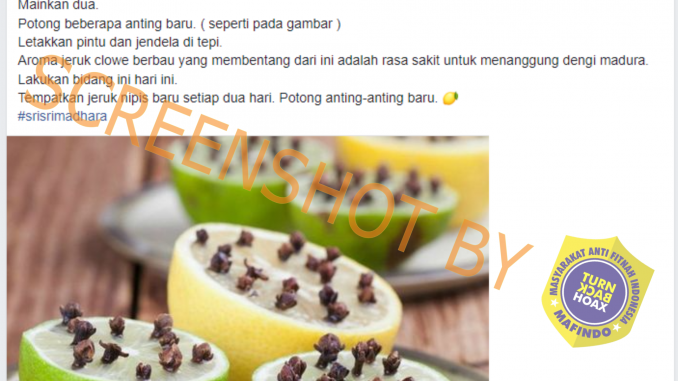 Mainkan dua.
Potong beberapa anting baru. ( seperti pada gambar )
Letakkan pintu dan jendela di tepi.
Aroma jeruk clowe berbau yang membentang dari ini adalah rasa sakit untuk menanggung dengi madura.
Lakukan bidang ini hari ini.
Tempatkan jeruk nipis baru setiap dua hari. Potong anting-anting baru. 🍋
#srisrimadhara
SCREENSHOT BY
MASYARAKAT ANTI FITNAH INDONESIA
TURN
BACK
HOAX
MAFINDO